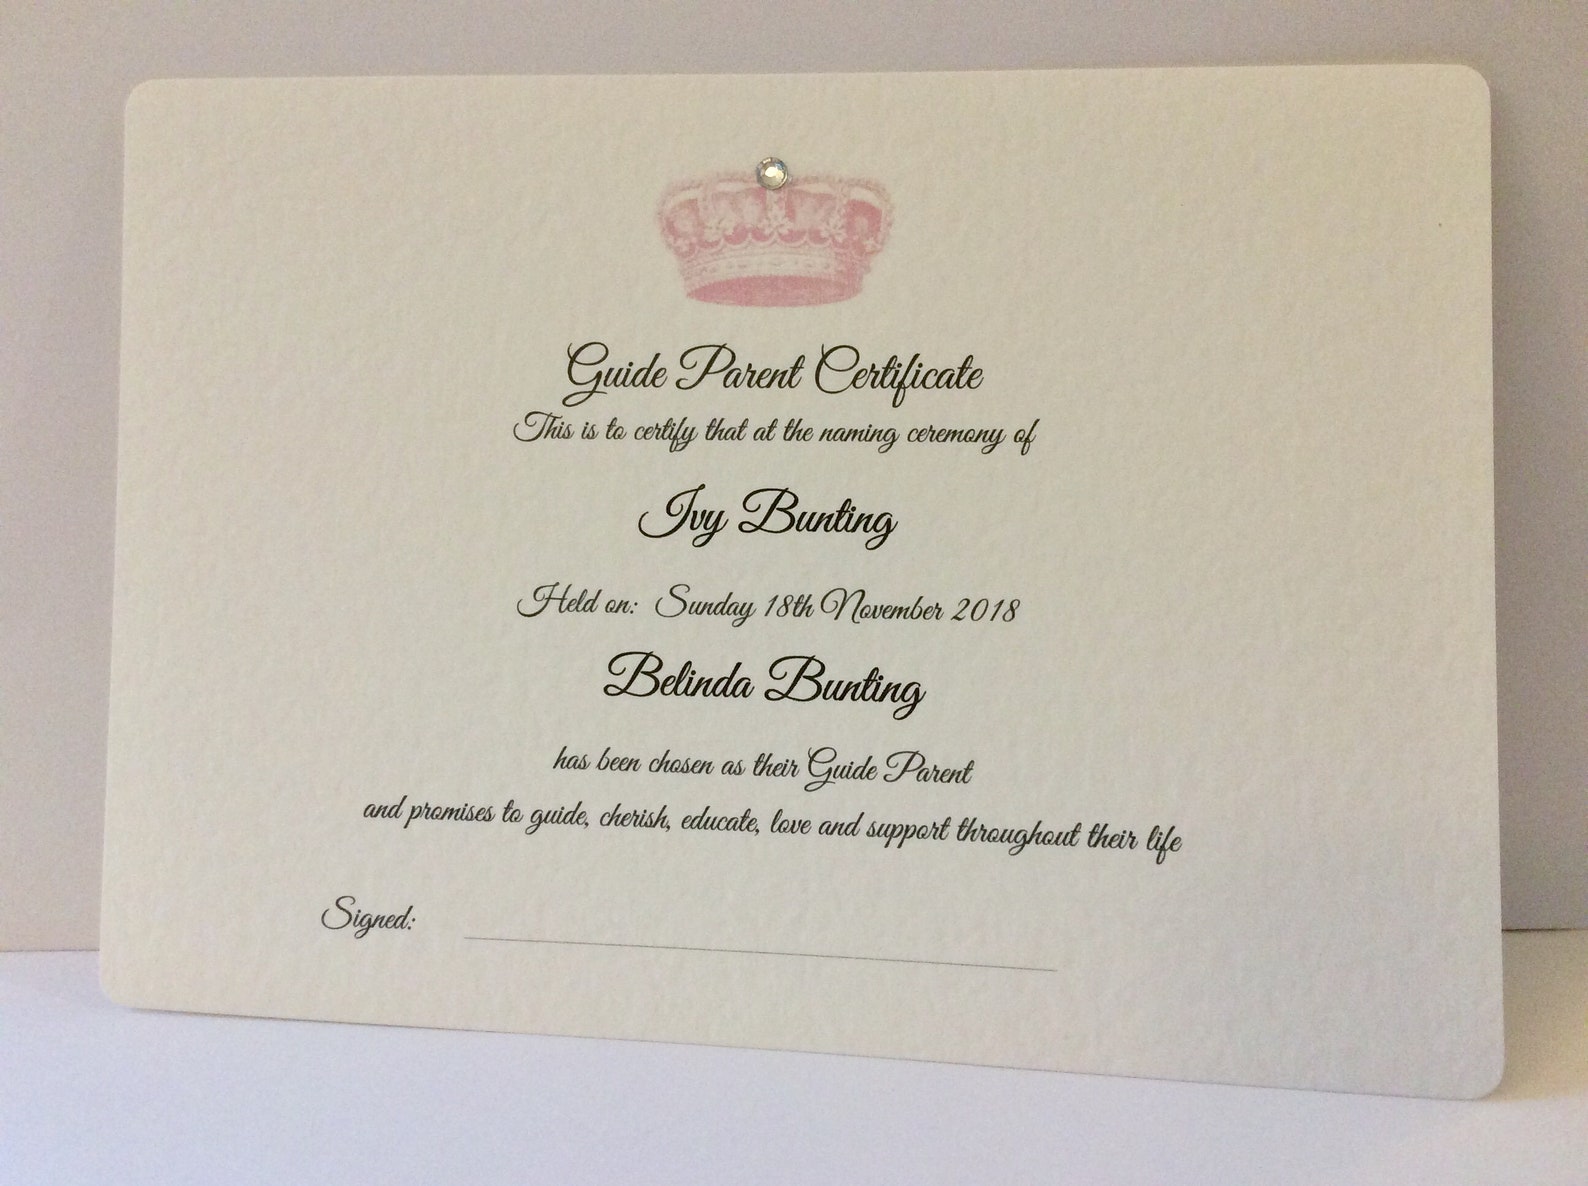 Guide Parent Certificate
This is to certify that at the naming ceremony of
Ivy Bunting
Held on: Sunday 18th November 2018
Belinda Bunting
has been chosen as their Guide Parent
and promises to guide, cherish, educate, love and support throughout their life
Signed: